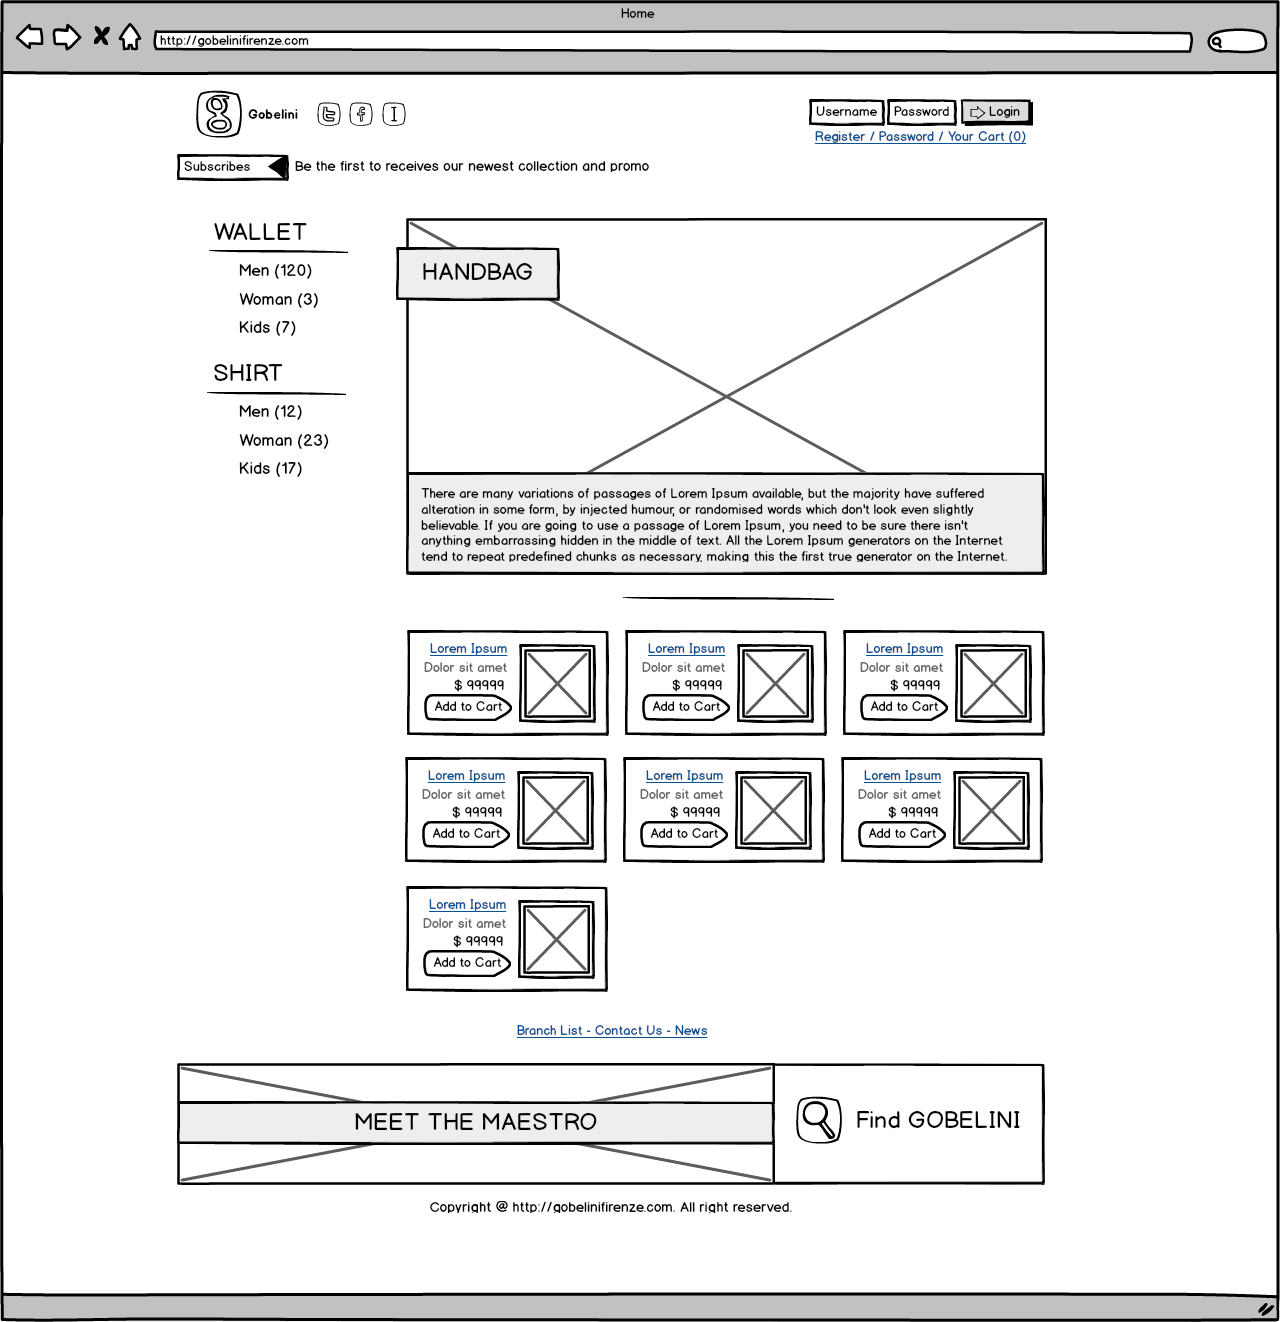 Home
http://gobelinifirenze.com
Gobelini
Username Password Login
Register / Password / Your Cart (0)
Subscribes Be the first to receives our newest collection and promo
WALLET
Men (120)
Woman (3)
Kids (7)
SHIRT
Men (12)
Woman (23)
Kids (17)
HANDBAG
There are many variations of passages of Lorem Ipsum available, but the majority have suffered
alteration in some form, by injected humour, or randomised words which don't look even slightly
believable. If you are going to use a passage of Lorem Ipsum, you need to be sure there isn't
anything embarrassing hidden in the middle of text. All the Lorem Ipsum generators on the Internet
tend to repeat predefined chunks as necessary, making this the first true generator on the Internet.
Lorem Ipsum
Dolor sit amet
$ 99999
Add to Cart
Lorem Ipsum
Dolor sit amet
$ 99999
Add to Cart
Lorem Ipsum
Dolor sit amet
$ 99999
Add to Cart
Lorem Ipsum
Dolor sit amet
$ 99999
Add to Cart
Lorem Ipsum
Dolor sit amet
$ 99999
Add to Cart
Lorem Ipsum
Dolor sit amet
$ 99999
Add to Cart
Lorem Ipsum
Dolor sit amet
$ 99999
Add to Cart
Branch List - Contact Us - News
MEET THE MAESTRO
Find GOBELINI
Copyright @ http://gobelinifirenze.com. All right reserved.